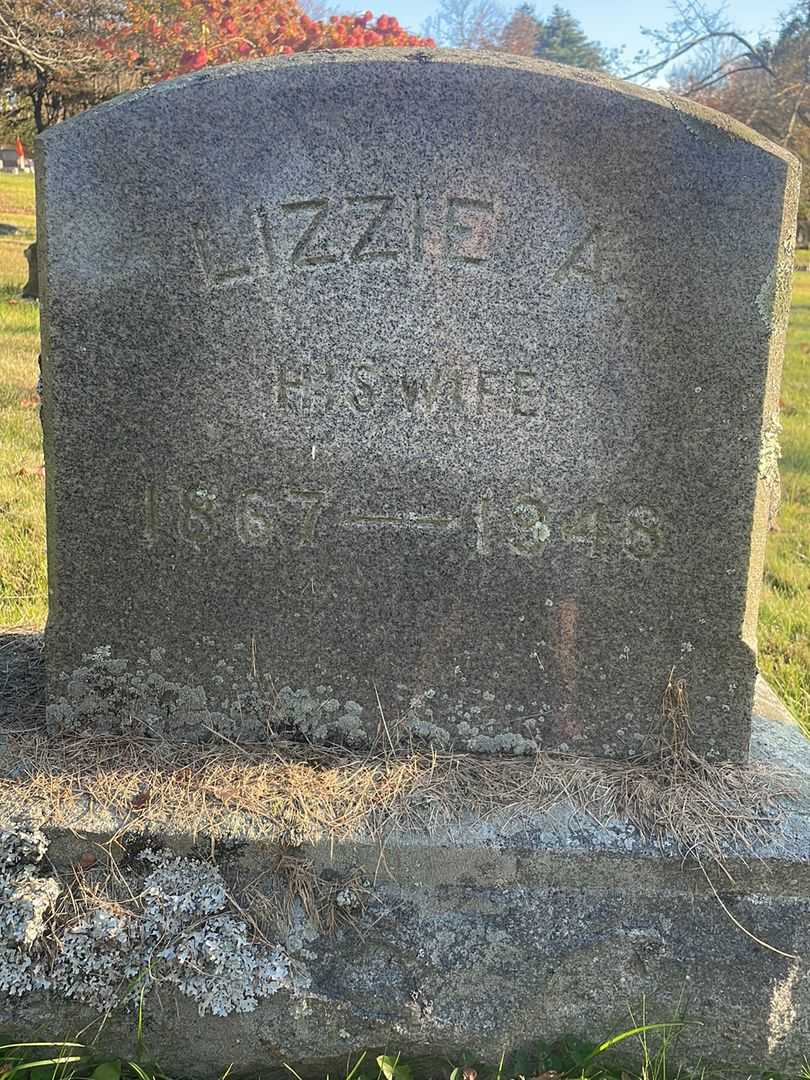 LIZZIE A.
HIS WIFE
1867 — 1948